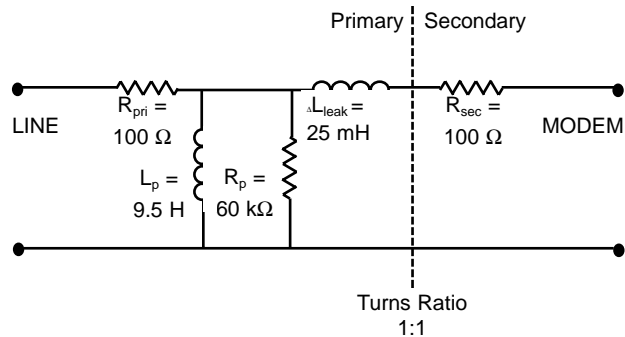 Primary Secondary
R_pri =
100 Ω
ΔL_leak =
25 mH
R_sec =
100 Ω
LINE
MODEM
L_p =
9.5 H
R_p =
60 kΩ
Turns Ratio
1:1